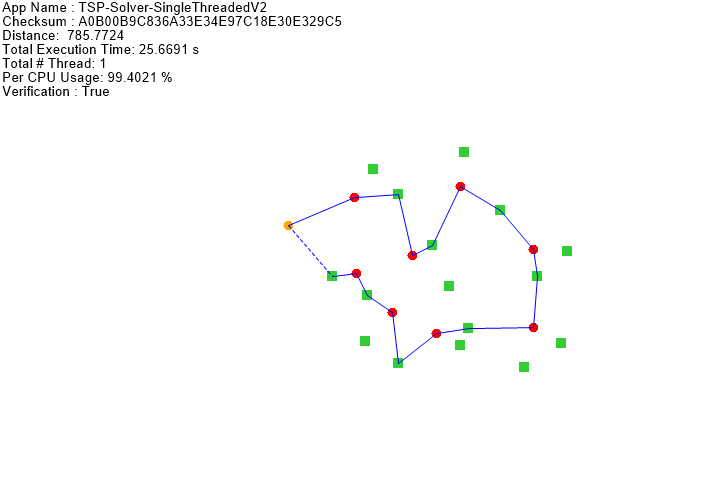 App Name : TSP-Solver-SingleThreadedV2
Checksum : A0B00B9C836A33E34E97C18E30E329C5
Distance:  785.7724
Total Execution Time: 25.6691 s
Total # Thread: 1
Per CPU Usage: 99.4021 %
Verification : True